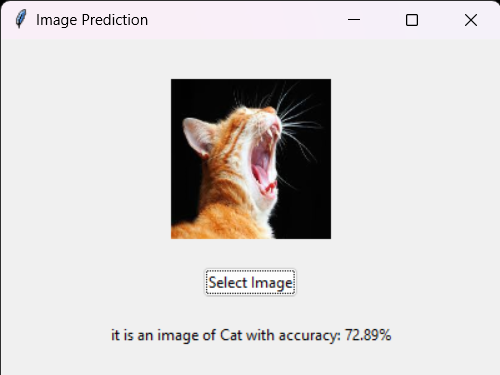 Image Prediction
Select Image
it is an image of Cat with accuracy: 72.89%